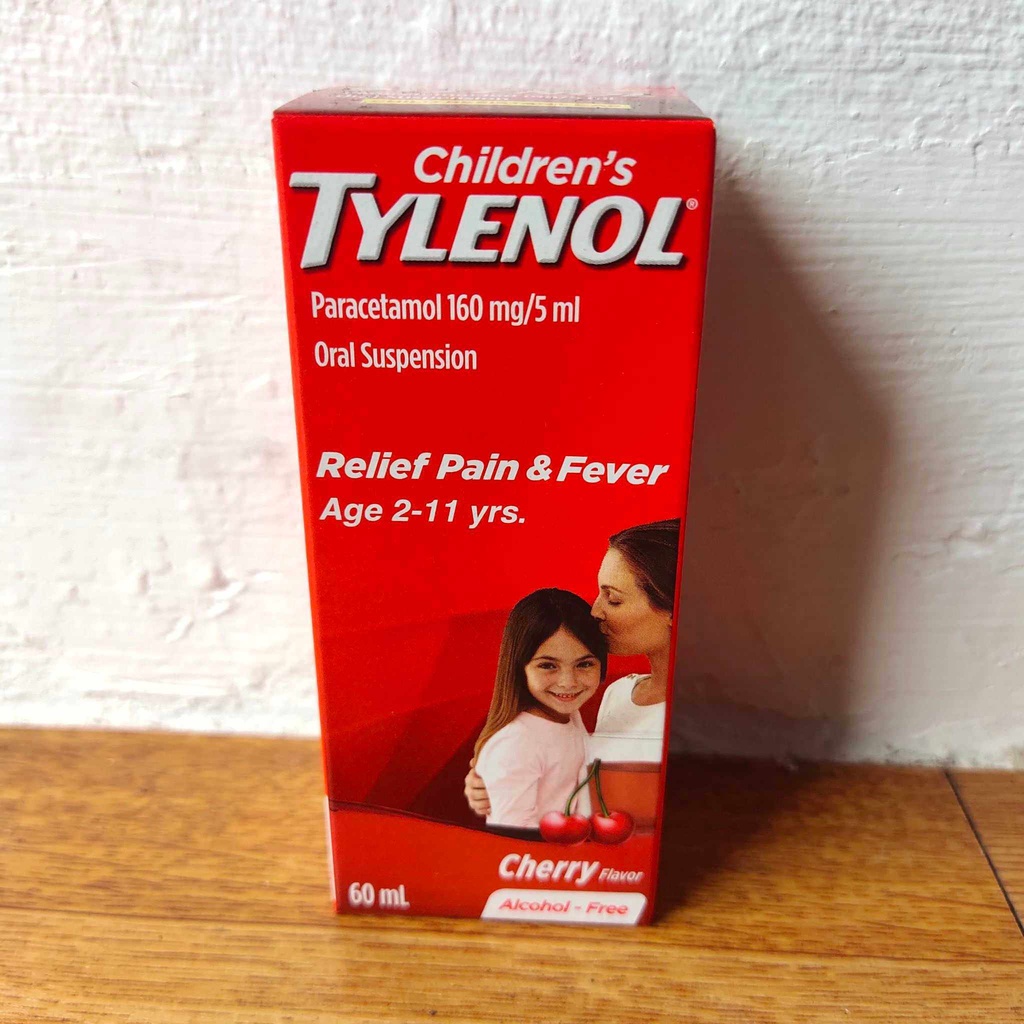 Children's
TYLENOL®
Paracetamol 160 mg/5 ml
Oral Suspension
Relief Pain & Fever
Age 2-11 yrs.
Cherry Flavor
60 mL
Alcohol - Free